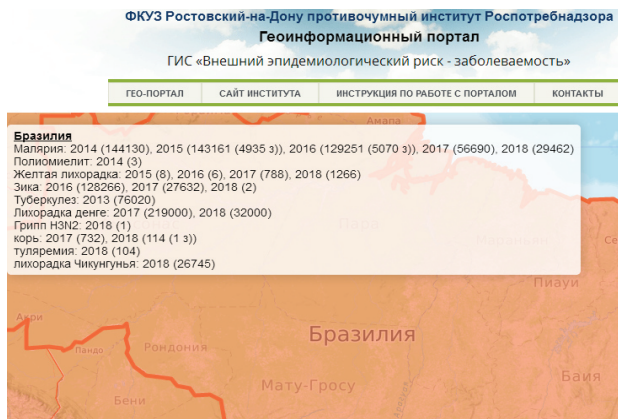 ФКУЗ Ростовский-на-Дону противочумный институт Роспотребнадзора
Геоинформационный портал
ГИС «Внешний эпидемиологический риск - заболеваемость»
ГЕО-ПОРТАЛ САЙТ ИНСТИТУТА ИНСТРУКЦИЯ ПО РАБОТЕ С ПОРТАЛОМ КОНТАКТЫ
Амапа
Бразилия
Малярия: 2014 (144130), 2015 (143161 (4935 з)), 2016 (129251 (5070 з)), 2017 (56690), 2018 (29462)
Полиомиелит: 2014 (3)
Желтая лихорадка: 2015 (8), 2016 (6), 2017 (788), 2018 (1266)
Зика: 2016 (128266), 2017 (27632), 2018 (2)
Туберкулез: 2013 (76020)
Лихорадка денге: 2017 (219000), 2018 (32000)
Грипп H3N2: 2018 (1)
корь: 2017 (732), 2018 (114 (1 з))
туляремия: 2018 (104)
лихорадка Чикунгунья: 2018 (26745)
Пара
Мараньян
Се
Пиауи
Акри
Пандо
Рондония
Бразилия
Мату-Гросу
Баия
Бени